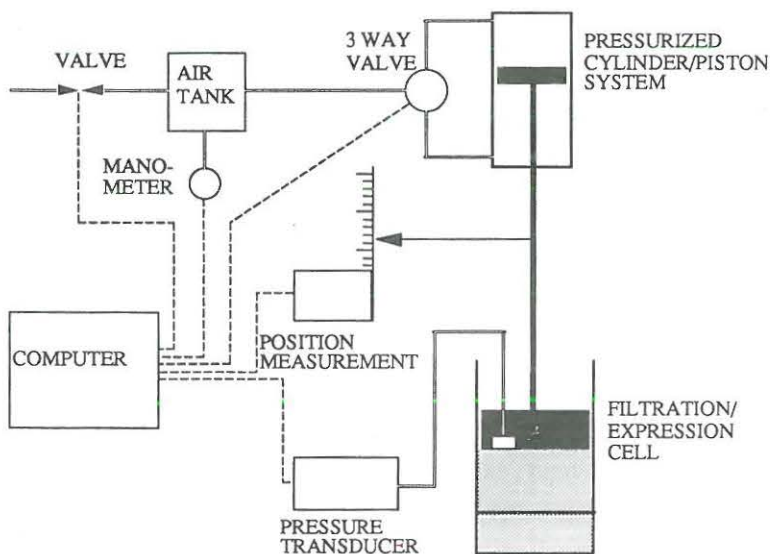 VALVE
AIR
TANK
3 WAY
VALVE
PRESSURIZED
CYLINDER/PISTON
SYSTEM
MANO-
METER
COMPUTER
POSITION
MEASUREMENT
FILTRATION/
EXPRESSION
CELL
PRESSURE
TRANSDUCER